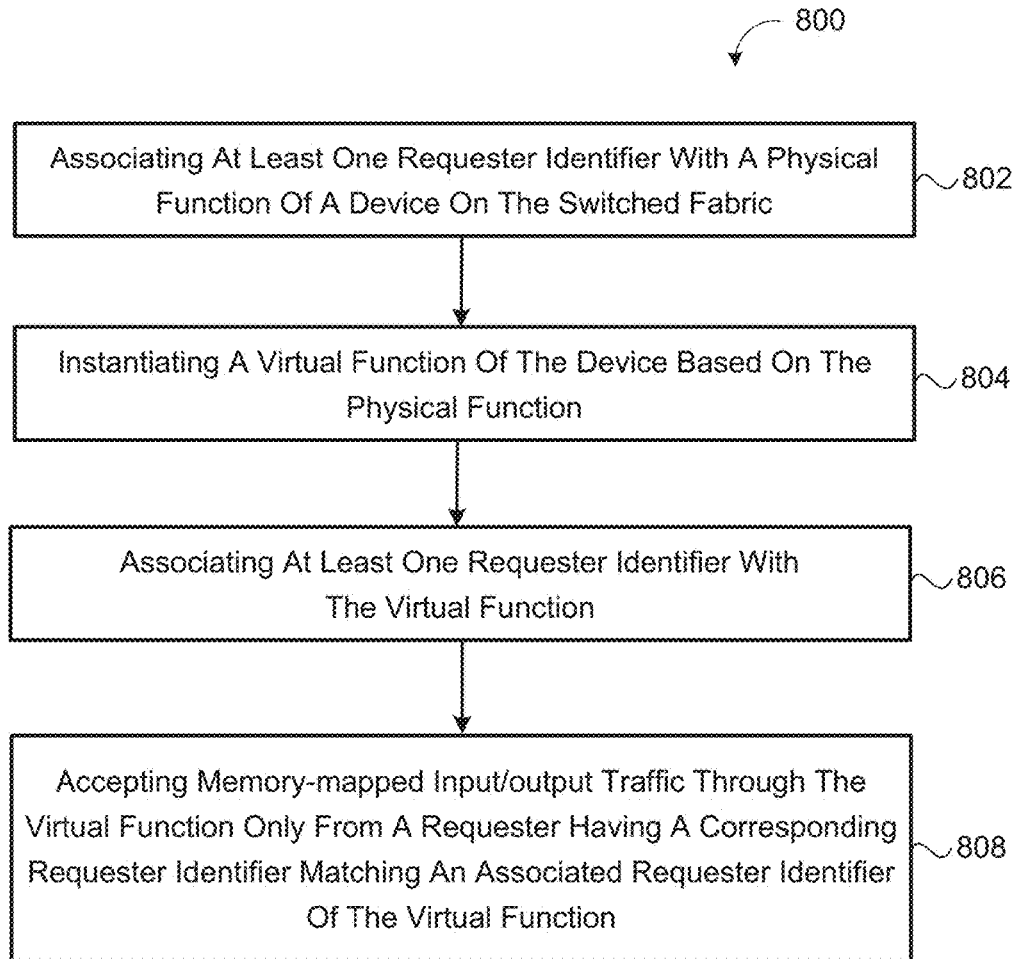 800
Associating At Least One Requester Identifier With A Physical
Function Of A Device On The Switched Fabric
802
Instantiating A Virtual Function Of The Device Based On The
Physical Function
804
Associating At Least One Requester Identifier With
The Virtual Function
806
Accepting Memory-mapped Input/output Traffic Through The
Virtual Function Only From A Requester Having A Corresponding
Requester Identifier Matching An Associated Requester Identifier
Of The Virtual Function
808